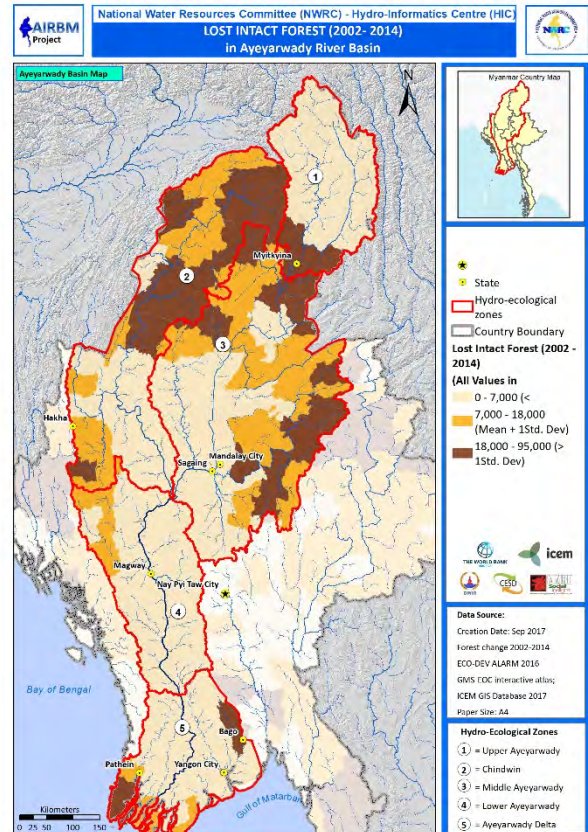 AIRBM
Project
National Water Resources Committee (NWRC) - Hydro-Informatics Centre (HIC)
LOST INTACT FOREST (2002- 2014)
in Ayeyarwady River Basin
NWRC
Ayeyarwady Basin Map
N
Myanmar Country Map
1
Myitkyina
2
3
State
Hydro-ecological
zones
Country Boundary
Lost Intact Forest (2002 -
2014)
(All Values in
0 - 7,000 (<
7,000 - 18,000
(Mean + 1Std. Dev)
18,000 - 95,000 (>
1Std. Dev)
Hakha
Mandalay City
Sagaing
Magway
Nay Pyi Taw City
4
THE WORLD BANK
icem
Data Source:
Creation Date: Sep 2017
Forest change 2002-2014
ECO-DEV ALARM 2016
GMS EOC interactive atlas;
ICEM GIS Database 2017
Paper Size: A4
Bay of Bengal
5
Bago
Pathein
Yangon City
Gulf of Matarban
Kilometers
0 25 50 100 150 200
Hydro-Ecological Zones
1 = Upper Ayeyarwady
2 = Chindwin
3 = Middle Ayeyarwady
4 = Lower Ayeyarwady
5 = Ayeyarwady Delta